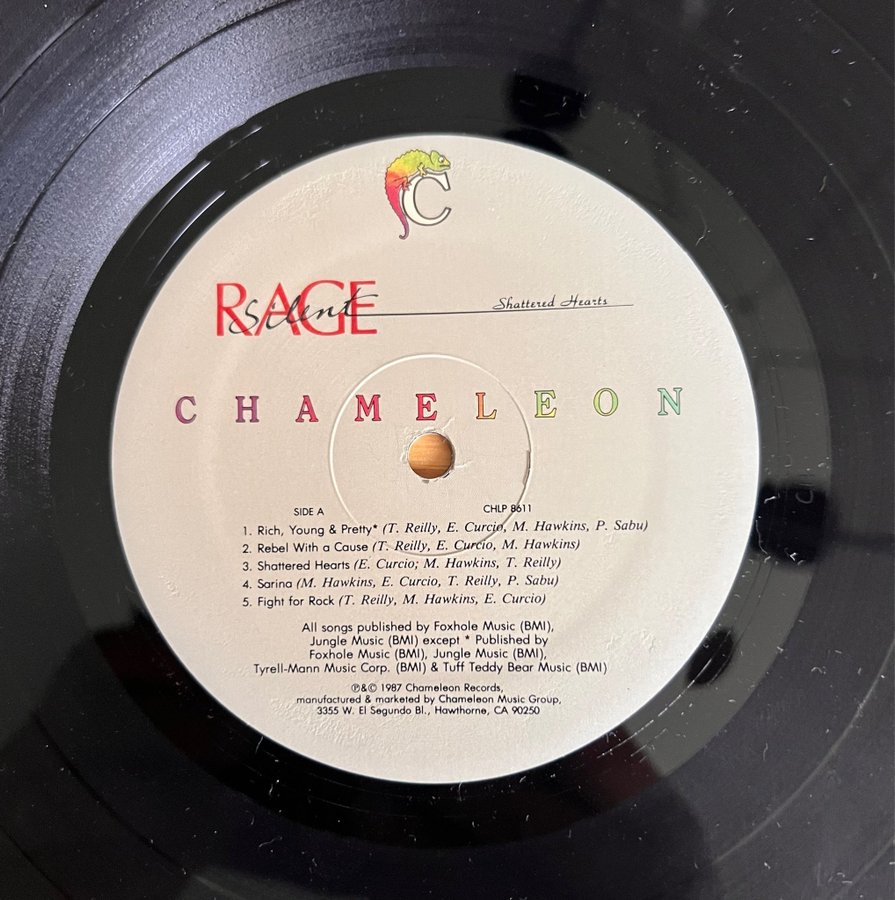 C
RAGE
Silent
Shattered Hearts
CHAMELEON
SIDE A CHLP 8611
1. Rich, Young & Pretty* (T. Reilly, E. Curcio, M. Hawkins, P. Sabu)
2. Rebel With a Cause (T. Reilly, E. Curcio, M. Hawkins)
3. Shattered Hearts (E. Curcio; M. Hawkins, T. Reilly)
4. Sarina (M. Hawkins, E. Curcio, T. Reilly, P. Sabu)
5. Fight for Rock (T. Reilly, M. Hawkins, E. Curcio)
All songs published by Foxhole Music (BMI),
Jungle Music (BMI) except * Published by
Foxhole Music (BMI), Jungle Music (BMI),
Tyrell-Mann Music Corp. (BMI) & Tuff Teddy Bear Music (BMI)
℗&© 1987 Chameleon Records,
manufactured & marketed by Chameleon Music Group,
3355 W. El Segundo Bl., Hawthorne, CA 90250